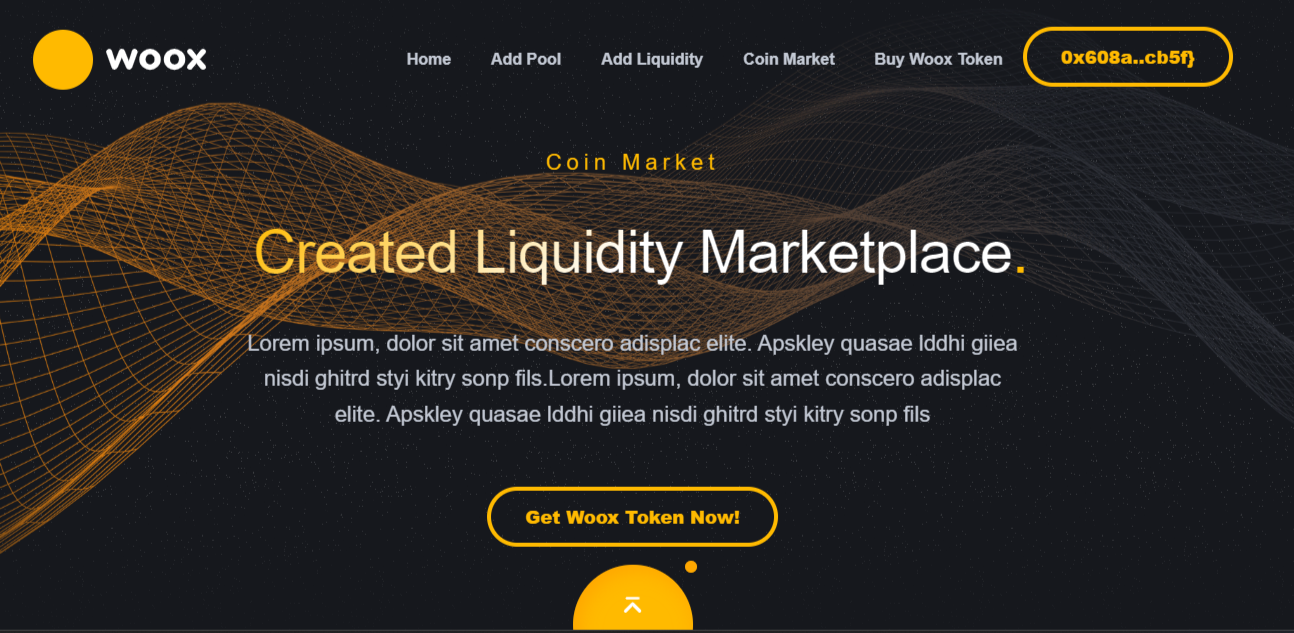 WOOX
Home
Add Pool
Add Liquidity
Coin Market
Buy Woox Token
0x608a..cb5f}
Coin Market
Created Liquidity Marketplace.
Lorem ipsum, dolor sit amet conscero adisplac elite. Apskley quasae lddhi giiea
nisdi ghitrd styi kitry sonp fils.Lorem ipsum, dolor sit amet conscero adisplac
elite. Apskley quasae lddhi giiea nisdi ghitrd styi kitry sonp fils
Get Woox Token Now!